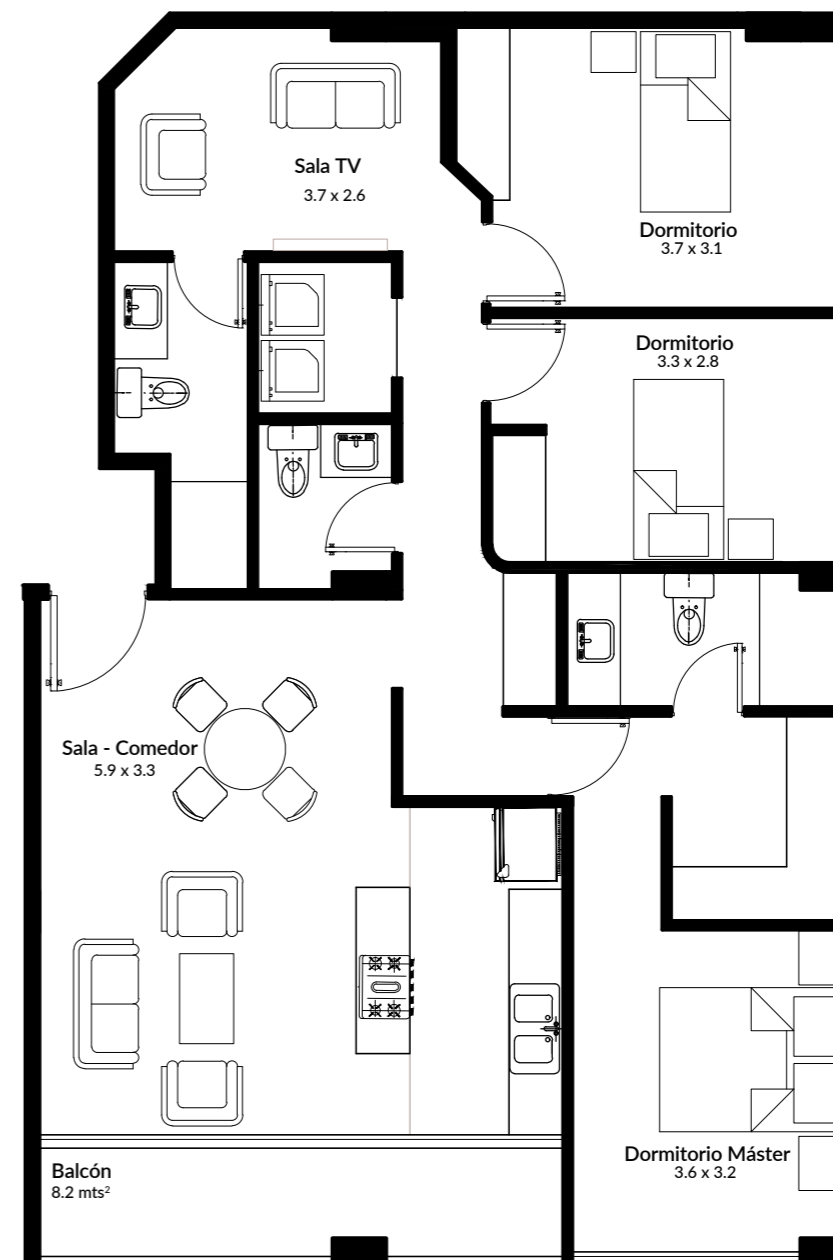 Sala TV
3.7 x 2.6
Dormitorio
3.7 x 3.1
Dormitorio
3.3 x 2.8
Sala - Comedor
5.9 x 3.3
Balcón
8.2 mts²
Dormitorio Máster
3.6 x 3.2